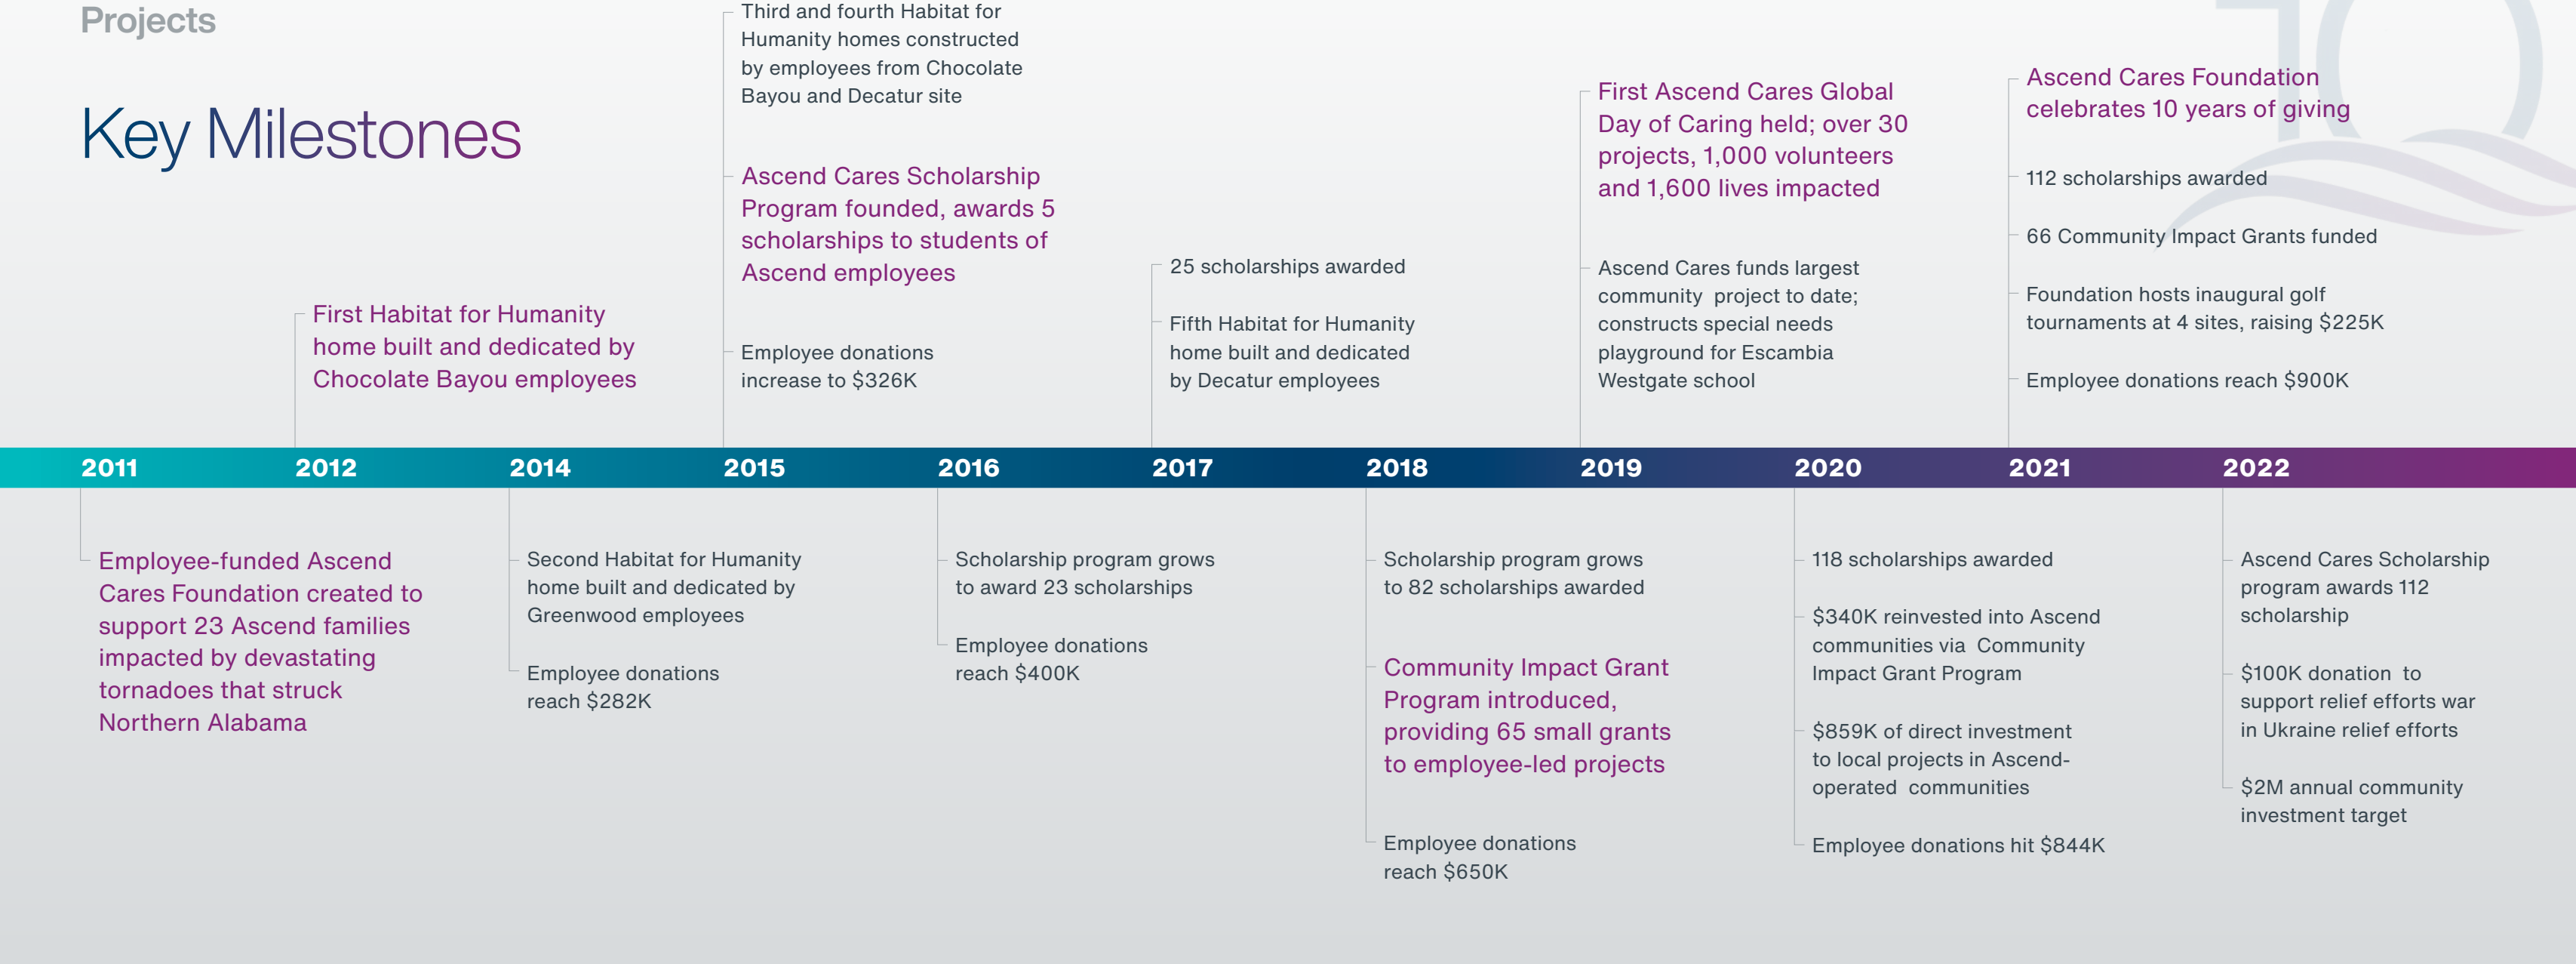 Projects
Key Milestones
Third and fourth Habitat for
Humanity homes constructed
by employees from Chocolate
Bayou and Decatur site
Ascend Cares Scholarship
Program founded, awards 5
scholarships to students of
Ascend employees
Employee donations
increase to $326K
First Habitat for Humanity
home built and dedicated by
Chocolate Bayou employees
25 scholarships awarded
Fifth Habitat for Humanity
home built and dedicated
by Decatur employees
First Ascend Cares Global
Day of Caring held; over 30
projects, 1,000 volunteers
and 1,600 lives impacted
Ascend Cares funds largest
community  project to date;
constructs special needs
playground for Escambia
Westgate school
10
Ascend Cares Foundation
celebrates 10 years of giving
112 scholarships awarded
66 Community Impact Grants funded
Foundation hosts inaugural golf
tournaments at 4 sites, raising $225K
Employee donations reach $900K
2011 2012 2014 2015 2016 2017 2018 2019 2020 2021 2022
Employee-funded Ascend
Cares Foundation created to
support 23 Ascend families
impacted by devastating
tornadoes that struck
Northern Alabama
Second Habitat for Humanity
home built and dedicated by
Greenwood employees
Employee donations
reach $282K
Scholarship program grows
to award 23 scholarships
Employee donations
reach $400K
Scholarship program grows
to 82 scholarships awarded
Community Impact Grant
Program introduced,
providing 65 small grants
to employee-led projects
Employee donations
reach $650K
118 scholarships awarded
$340K reinvested into Ascend
communities via  Community
Impact Grant Program
$859K of direct investment
to local projects in Ascend-
operated  communities
Employee donations hit $844K
Ascend Cares Scholarship
program awards 112
scholarship
$100K donation  to
support relief efforts war
in Ukraine relief efforts
$2M annual community
investment target